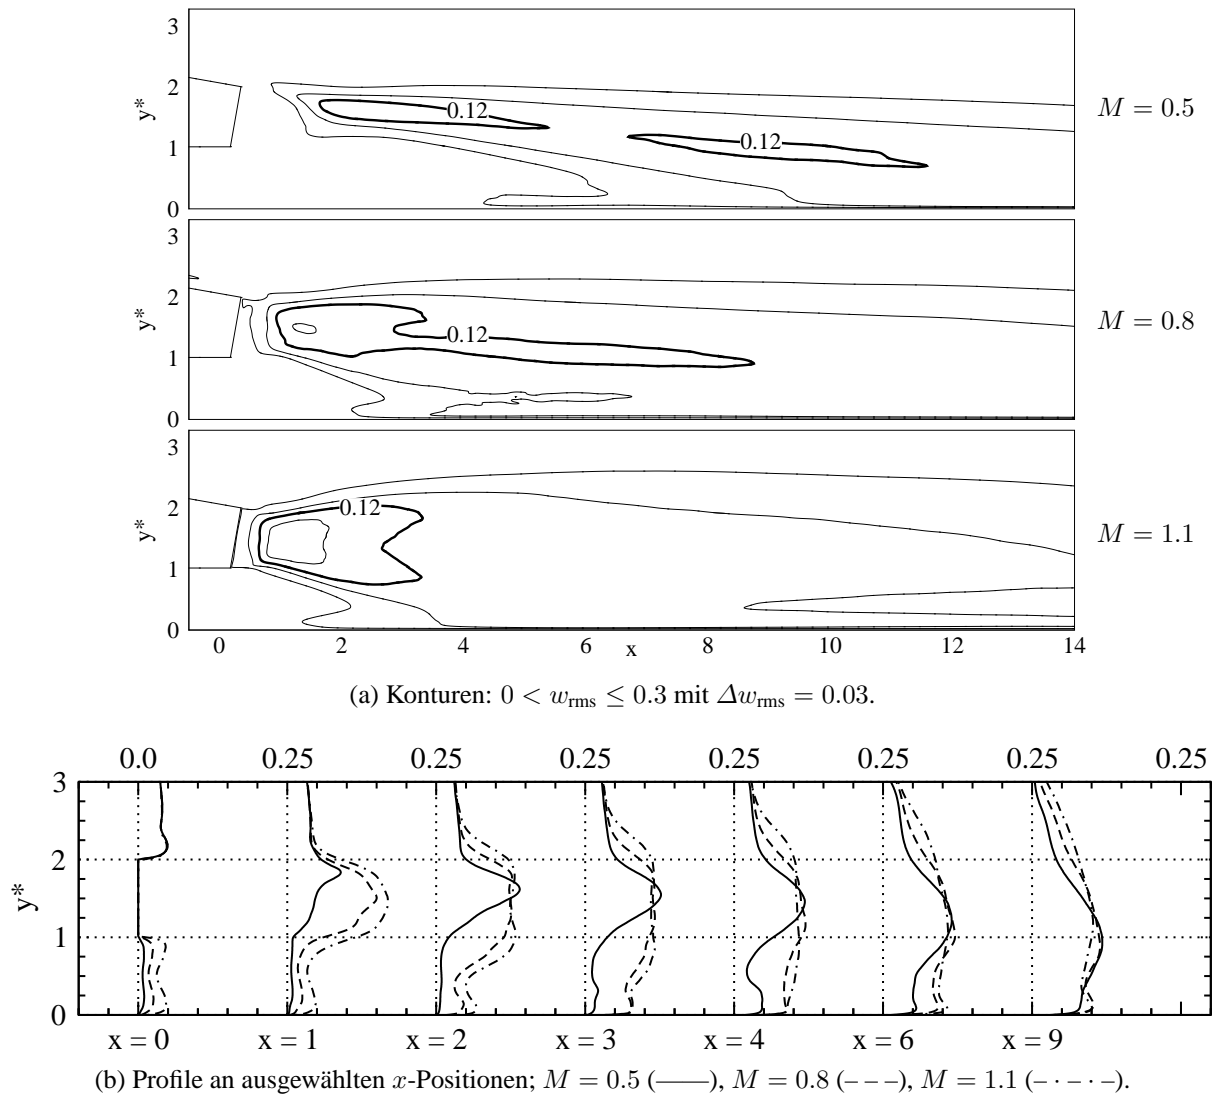 3
2
y*
1
0
0.12
0.12
M = 0.5
3
2
y*
1
0
0.12
M = 0.8
3
2
y*
1
0
0.12
M = 1.1
0 2 4 6 x 8 10 12 14
(a) Konturen: 0 < w_rms ≤ 0.3 mit Δw_rms = 0.03.
0.0 0.25 0.25 0.25 0.25 0.25 0.25 0.25
3
2
y*
1
0
x = 0 x = 1 x = 2 x = 3 x = 4 x = 6 x = 9
(b) Profile an ausgewählten x-Positionen; M = 0.5 (——), M = 0.8 (– – –), M = 1.1 (– · – · –).